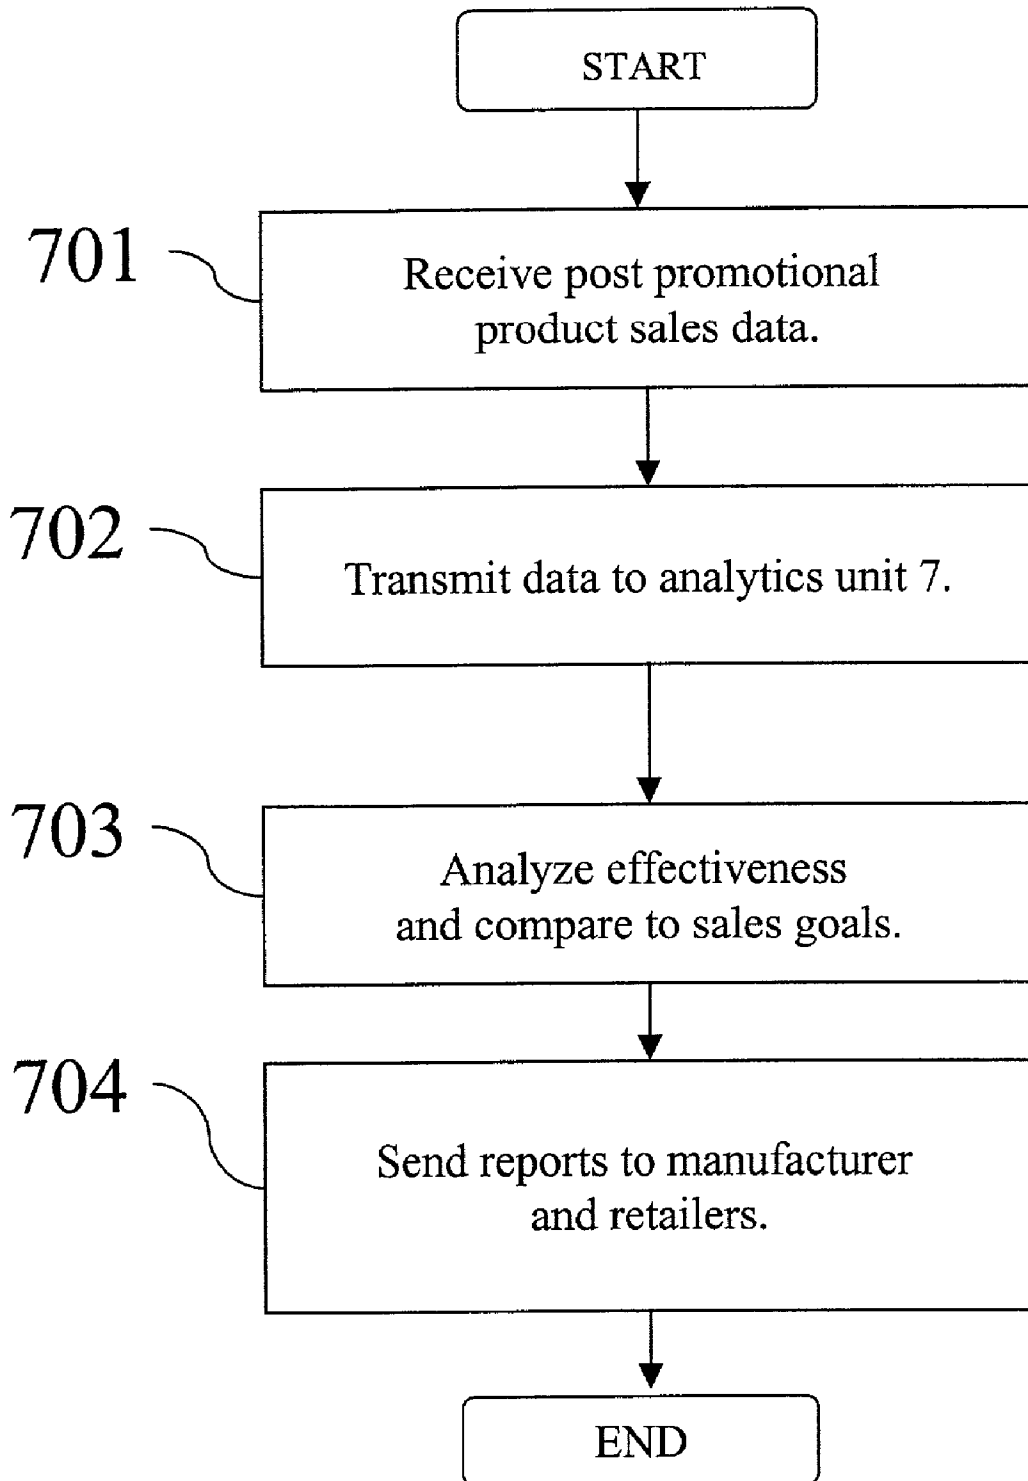 START
701
Receive post promotional
product sales data.
702
Transmit data to analytics unit 7.
703
Analyze effectiveness
and compare to sales goals.
704
Send reports to manufacturer
and retailers.
END